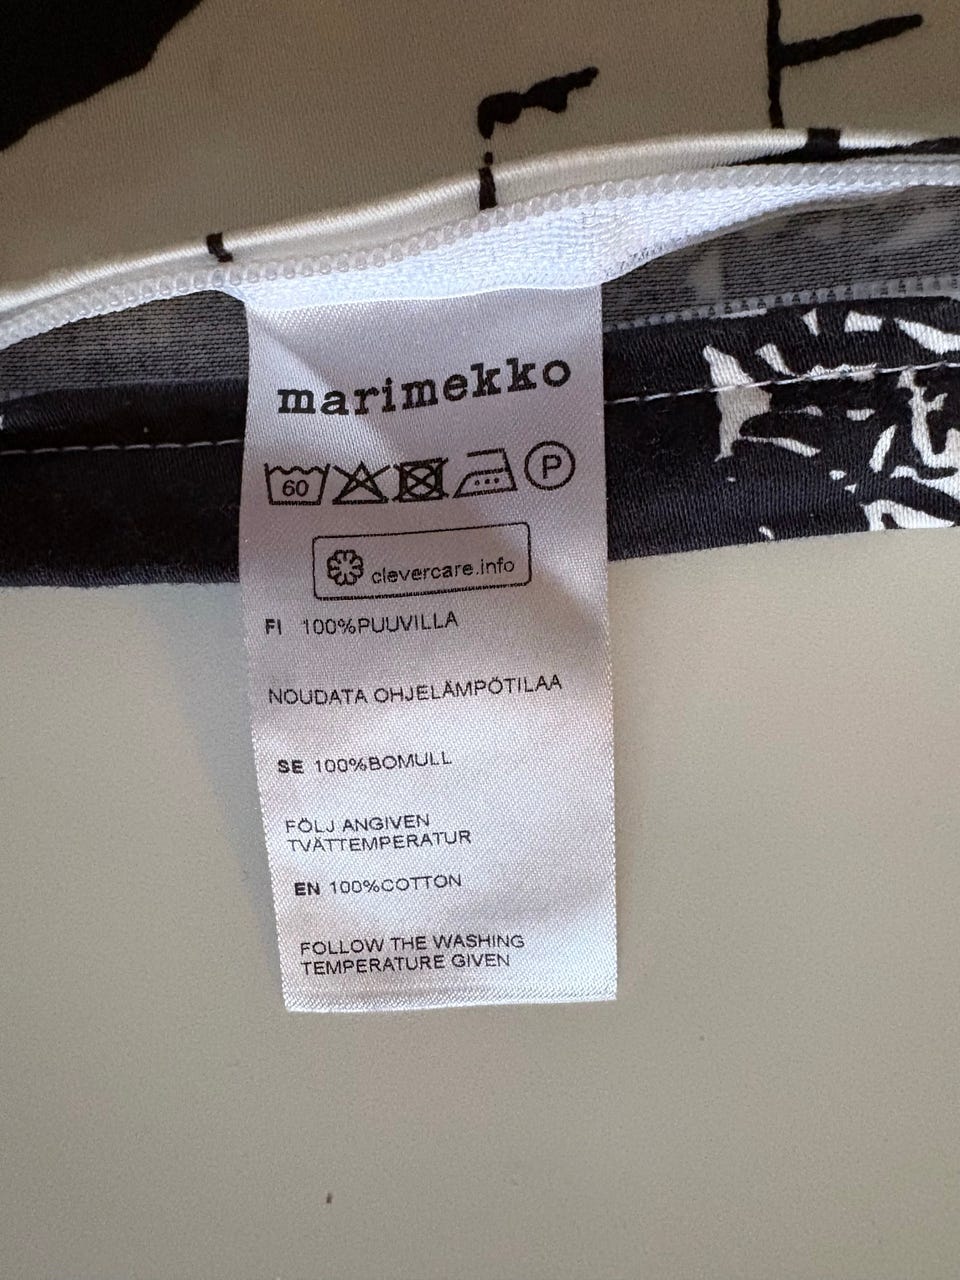 marimekko
60 P
clevercare.info
FI 100%PUUVILLA
NOUDATA OHJELÄMPÖTILAA
SE 100%BOMULL
FÖLJ ANGIVEN
TVÄTTEMPERATUR
EN 100%COTTON
FOLLOW THE WASHING
TEMPERATURE GIVEN